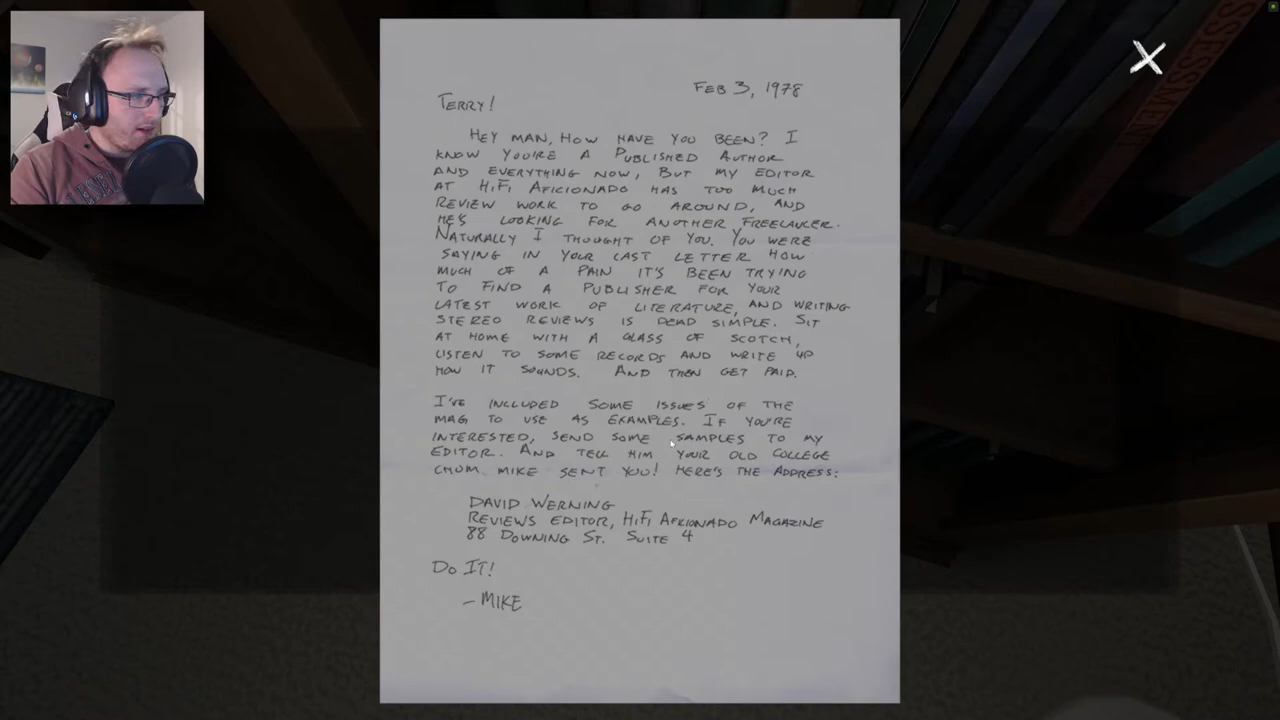 FEB 3, 1978
TERRY!
HEY MAN, HOW HAVE YOU BEEN? I
KNOW YOU'RE A PUBLISHED AUTHOR
AND EVERYTHING NOW, BUT MY EDITOR
AT HIFI AFICIONADO HAS TOO MUCH
REVIEW WORK TO GO AROUND, AND
HE'S LOOKING FOR ANOTHER FREELANCER.
NATURALLY I THOUGHT OF YOU. YOU WERE
SAYING IN YOUR LAST LETTER HOW
MUCH OF A PAIN IT'S BEEN TRYING
TO FIND A PUBLISHER FOR YOUR
LATEST WORK OF LITERATURE, AND WRITING
STEREO REVIEWS IS DEAD SIMPLE. SIT
AT HOME WITH A GLASS OF SCOTCH,
LISTEN TO SOME RECORDS AND WRITE UP
HOW IT SOUNDS. AND THEN GET PAID.
I'VE INCLUDED SOME ISSUES OF THE
MAG TO USE AS EXAMPLES. IF YOU'RE
INTERESTED, SEND SOME SAMPLES TO MY
EDITOR. AND TELL HIM YOUR OLD COLLEGE
CHUM MIKE SENT YOU! HERE'S THE ADDRESS:
DAVID WERNING
REVIEWS EDITOR, HIFI AFICIONADO MAGAZINE
88 DOWNING ST. SUITE 4
DO IT!
– MIKE